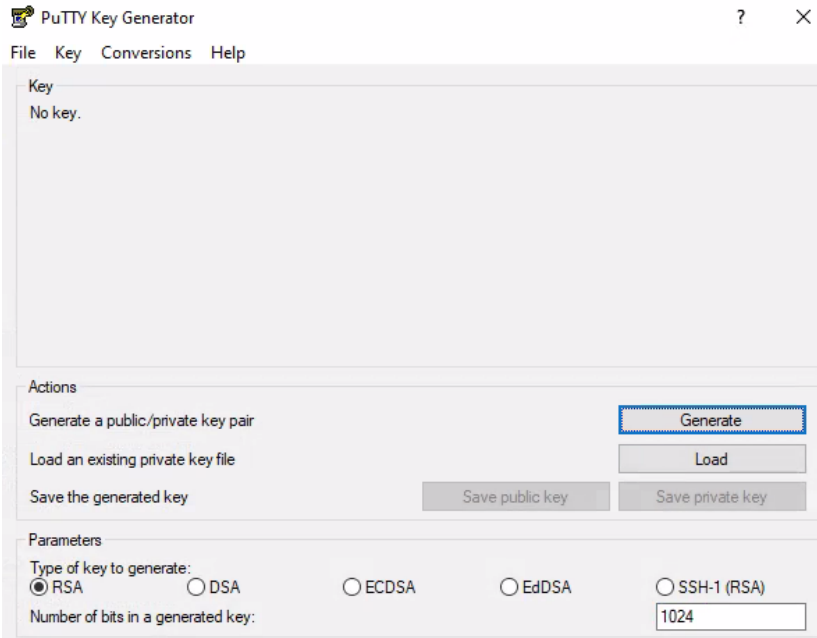 PuTTY Key Generator ?
File Key Conversions Help
Key
No key.
Actions
Generate a public/private key pair Generate
Load an existing private key file Load
Save the generated key Save public key Save private key
Parameters
Type of key to generate:
RSA DSA ECDSA EdDSA SSH-1 (RSA)
Number of bits in a generated key: 1024